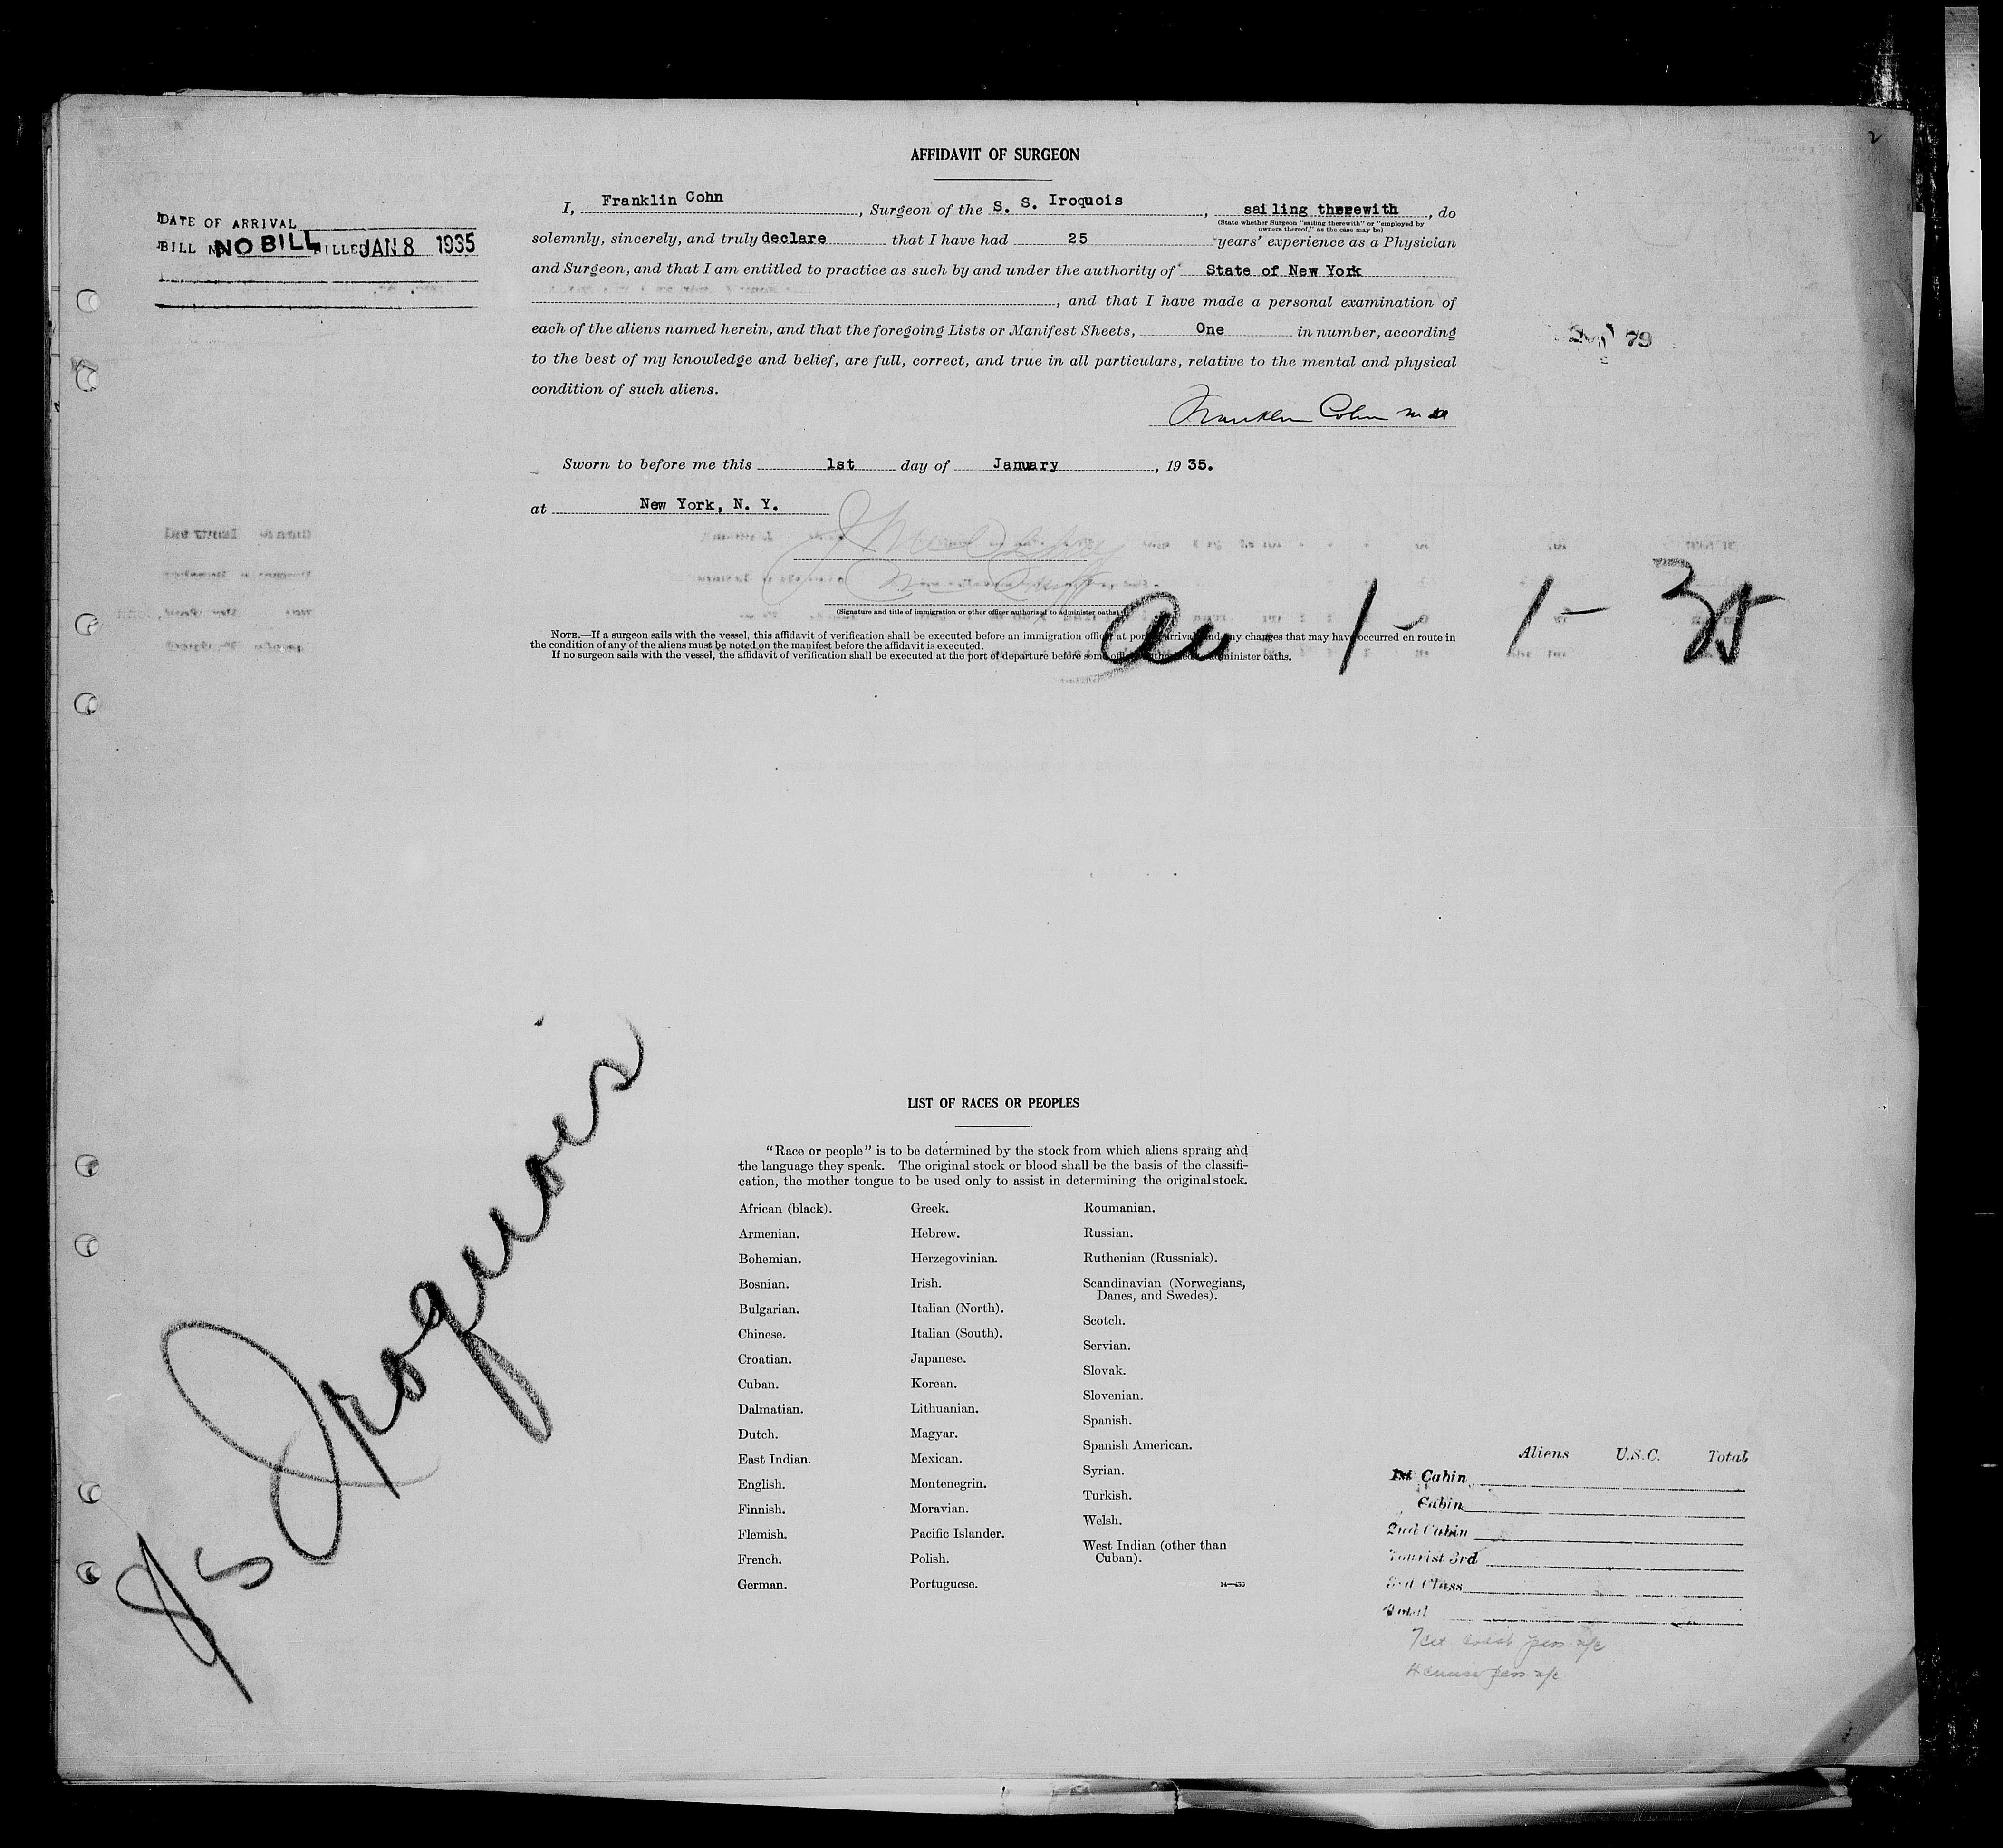 2
AFFIDAVIT OF SURGEON
DATE OF ARRIVAL
BILL NO BILL FILLED JAN 8 1935
I, Franklin Cohn, Surgeon of the S. S. Iroquois, sailing therewith, do
(State whether Surgeon "sailing therewith" or "employed by
owners thereof," as the case may be)
solemnly, sincerely, and truly declare that I have had 25 years' experience as a Physician
and Surgeon, and that I am entitled to practice as such by and under the authority of State of New York
, and that I have made a personal examination of
each of the aliens named herein, and that the foregoing Lists or Manifest Sheets, One in number, according
79
to the best of my knowledge and belief, are full, correct, and true in all particulars, relative to the mental and physical
condition of such aliens.
Franklin Cohn M D
Sworn to before me this 1st day of January, 1935.
at New York, N. Y.
(Signature and title of immigration or other officer authorized to administer oaths)
1 - 1 - 35
NOTE.—If a surgeon sails with the vessel, this affidavit of verification shall be executed before an immigration officer at port of arrival and any changes that may have occurred en route in
the condition of any of the aliens must be noted on the manifest before the affidavit is executed.
If no surgeon sails with the vessel, the affidavit of verification shall be executed at the port of departure before some officer authorized to administer oaths.
SS Iroquois
LIST OF RACES OR PEOPLES
"Race or people" is to be determined by the stock from which aliens sprang and
the language they speak. The original stock or blood shall be the basis of the classifi-
cation, the mother tongue to be used only to assist in determining the original stock.
African (black).
Armenian.
Bohemian.
Bosnian.
Bulgarian.
Chinese.
Croatian.
Cuban.
Dalmatian.
Dutch.
East Indian.
English.
Finnish.
Flemish.
French.
German.
Greek.
Hebrew.
Herzegovinian.
Irish.
Italian (North).
Italian (South).
Japanese.
Korean.
Lithuanian.
Magyar.
Mexican.
Montenegrin.
Moravian.
Pacific Islander.
Polish.
Portuguese.
Roumanian.
Russian.
Ruthenian (Russniak).
Scandinavian (Norwegians,
Danes, and Swedes).
Scotch.
Servian.
Slovak.
Slovenian.
Spanish.
Spanish American.
Syrian.
Turkish.
Welsh.
West Indian (other than
Cuban).
14—430
Aliens U.S.C. Total
1st Cabin
Cabin
2nd Cabin
Tourist 3rd
3rd Class
Total